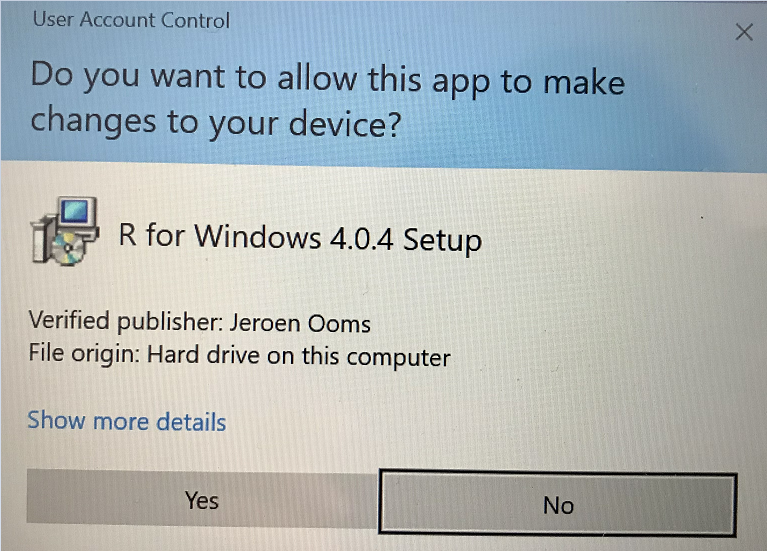 User Account Control
Do you want to allow this app to make
changes to your device?
R for Windows 4.0.4 Setup
Verified publisher: Jeroen Ooms
File origin: Hard drive on this computer
Show more details
Yes
No